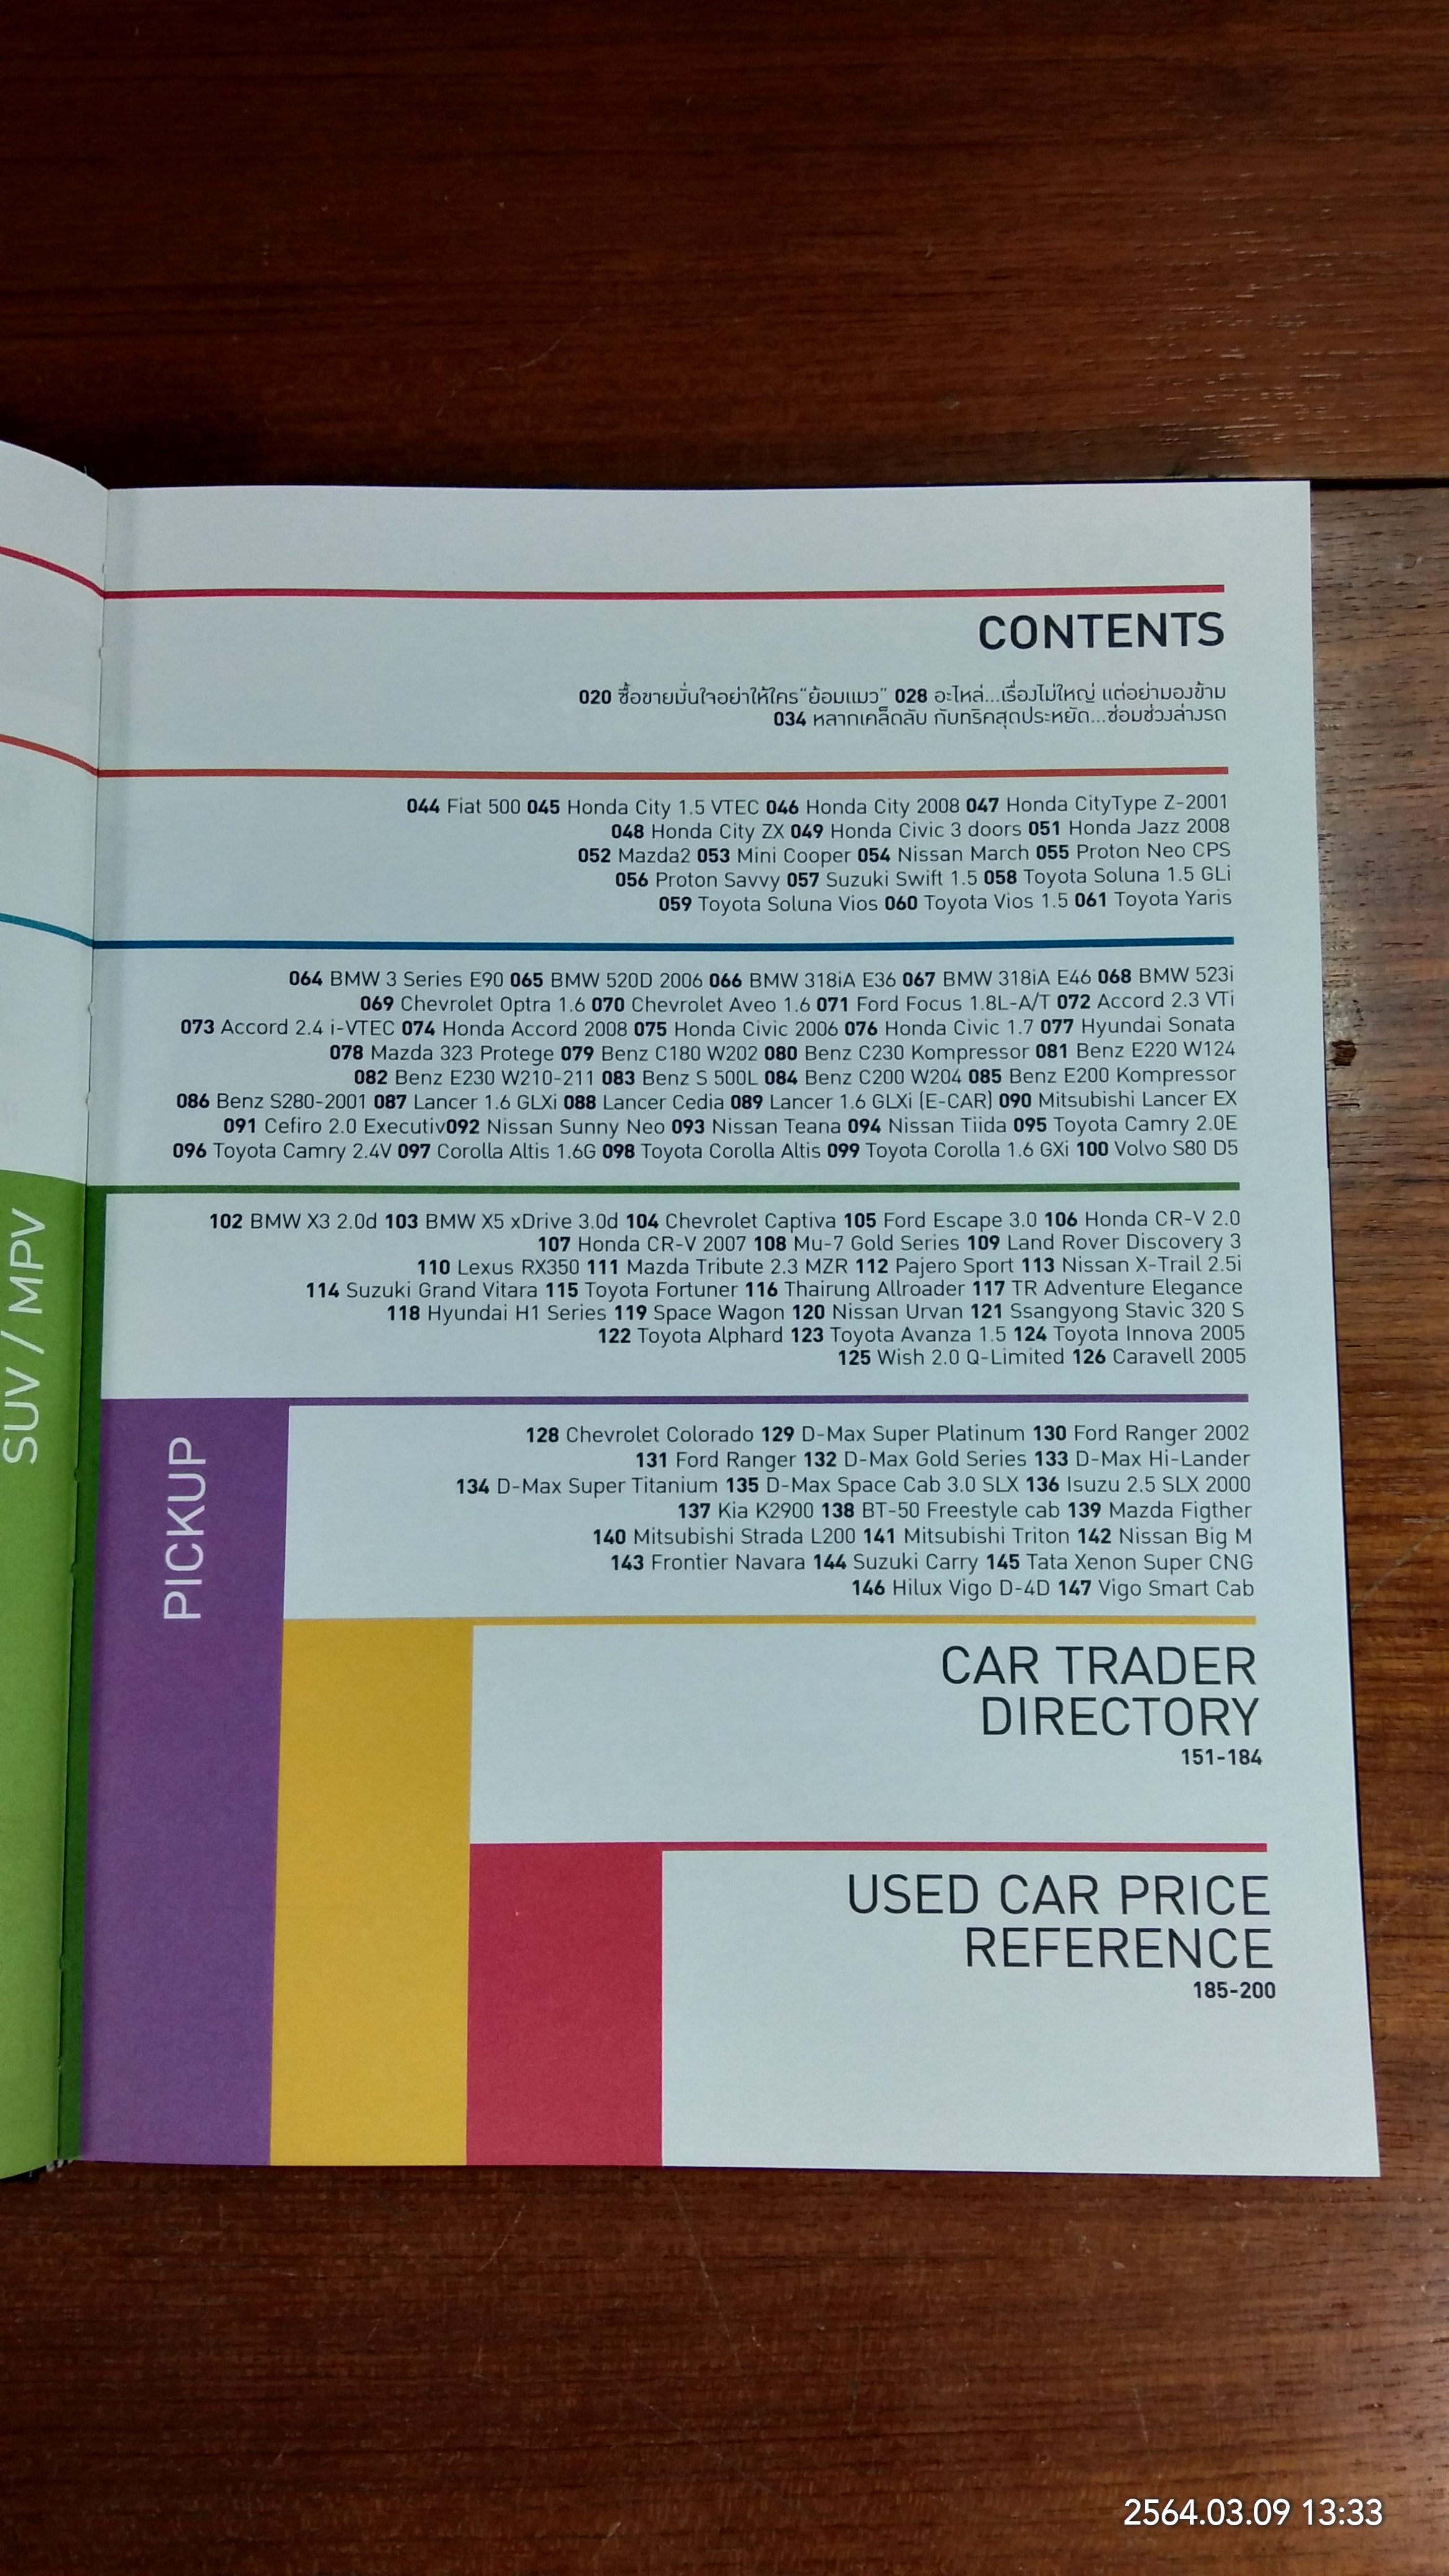 CONTENTS
020 ซื้อขายมั่นใจอย่าให้ใคร“ย้อมแมว” 028 อะไหล่...เรื่องไม่ใหญ่ แต่อย่ามองข้าม
034 หลากเคล็ดลับ กับทริคสุดประหยัด...ซ่อมช่วงล่างรถ
044 Fiat 500 045 Honda City 1.5 VTEC 046 Honda City 2008 047 Honda CityType Z-2001
048 Honda City ZX 049 Honda Civic 3 doors 051 Honda Jazz 2008
052 Mazda2 053 Mini Cooper 054 Nissan March 055 Proton Neo CPS
056 Proton Savvy 057 Suzuki Swift 1.5 058 Toyota Soluna 1.5 GLi
059 Toyota Soluna Vios 060 Toyota Vios 1.5 061 Toyota Yaris
064 BMW 3 Series E90 065 BMW 520D 2006 066 BMW 318iA E36 067 BMW 318iA E46 068 BMW 523i
069 Chevrolet Optra 1.6 070 Chevrolet Aveo 1.6 071 Ford Focus 1.8L-A/T 072 Accord 2.3 VTi
073 Accord 2.4 i-VTEC 074 Honda Accord 2008 075 Honda Civic 2006 076 Honda Civic 1.7 077 Hyundai Sonata
078 Mazda 323 Protege 079 Benz C180 W202 080 Benz C230 Kompressor 081 Benz E220 W124
082 Benz E230 W210-211 083 Benz S 500L 084 Benz C200 W204 085 Benz E200 Kompressor
086 Benz S280-2001 087 Lancer 1.6 GLXi 088 Lancer Cedia 089 Lancer 1.6 GLXi (E-CAR) 090 Mitsubishi Lancer EX
091 Cefiro 2.0 Executiv092 Nissan Sunny Neo 093 Nissan Teana 094 Nissan Tiida 095 Toyota Camry 2.0E
096 Toyota Camry 2.4V 097 Corolla Altis 1.6G 098 Toyota Corolla Altis 099 Toyota Corolla 1.6 GXi 100 Volvo S80 D5
SUV / MPV
102 BMW X3 2.0d 103 BMW X5 xDrive 3.0d 104 Chevrolet Captiva 105 Ford Escape 3.0 106 Honda CR-V 2.0
107 Honda CR-V 2007 108 Mu-7 Gold Series 109 Land Rover Discovery 3
110 Lexus RX350 111 Mazda Tribute 2.3 MZR 112 Pajero Sport 113 Nissan X-Trail 2.5i
114 Suzuki Grand Vitara 115 Toyota Fortuner 116 Thairung Allroader 117 TR Adventure Elegance
118 Hyundai H1 Series 119 Space Wagon 120 Nissan Urvan 121 Ssangyong Stavic 320 S
122 Toyota Alphard 123 Toyota Avanza 1.5 124 Toyota Innova 2005
125 Wish 2.0 Q-Limited 126 Caravell 2005
PICKUP
128 Chevrolet Colorado 129 D-Max Super Platinum 130 Ford Ranger 2002
131 Ford Ranger 132 D-Max Gold Series 133 D-Max Hi-Lander
134 D-Max Super Titanium 135 D-Max Space Cab 3.0 SLX 136 Isuzu 2.5 SLX 2000
137 Kia K2900 138 BT-50 Freestyle cab 139 Mazda Figther
140 Mitsubishi Strada L200 141 Mitsubishi Triton 142 Nissan Big M
143 Frontier Navara 144 Suzuki Carry 145 Tata Xenon Super CNG
146 Hilux Vigo D-4D 147 Vigo Smart Cab
CAR TRADER
DIRECTORY
151-184
USED CAR PRICE
REFERENCE
185-200
2564.03.09 13:33